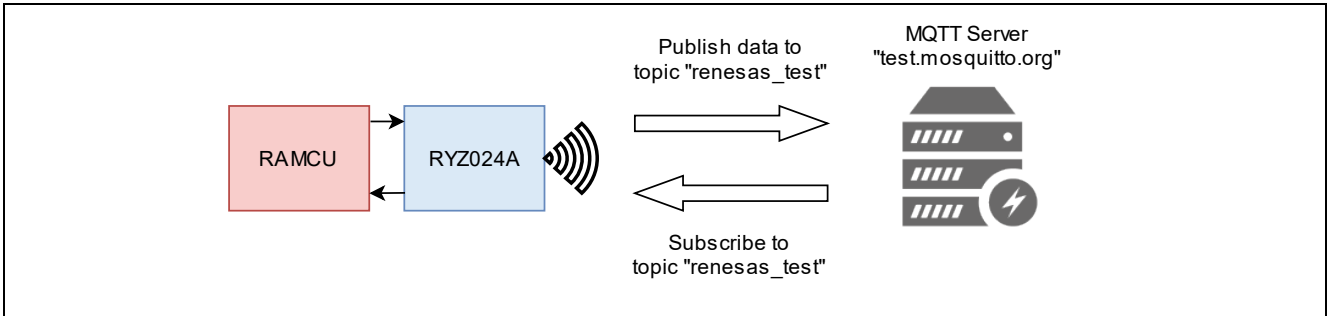 RAMCU
RYZ024A
Publish data to
topic "renesas_test"
Subscribe to
topic "renesas_test"
MQTT Server
"test.mosquitto.org"